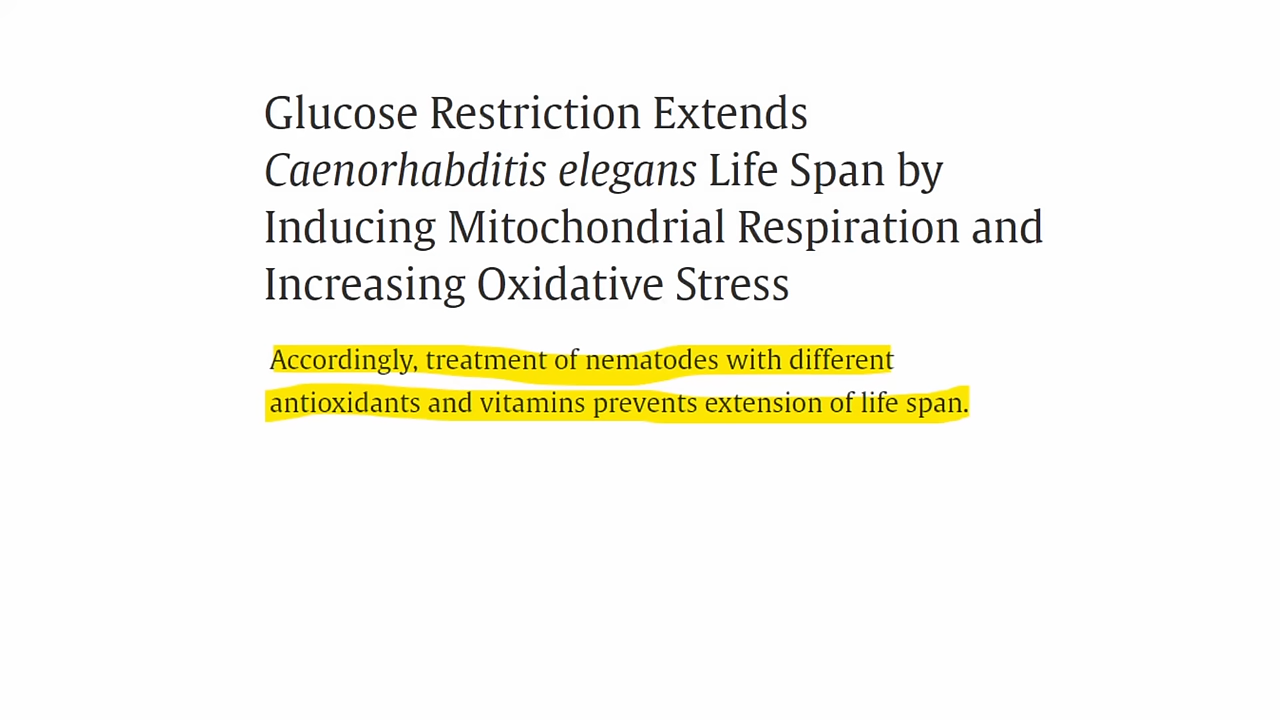 Glucose Restriction Extends
Caenorhabditis elegans Life Span by
Inducing Mitochondrial Respiration and
Increasing Oxidative Stress
Accordingly, treatment of nematodes with different
antioxidants and vitamins prevents extension of life span.